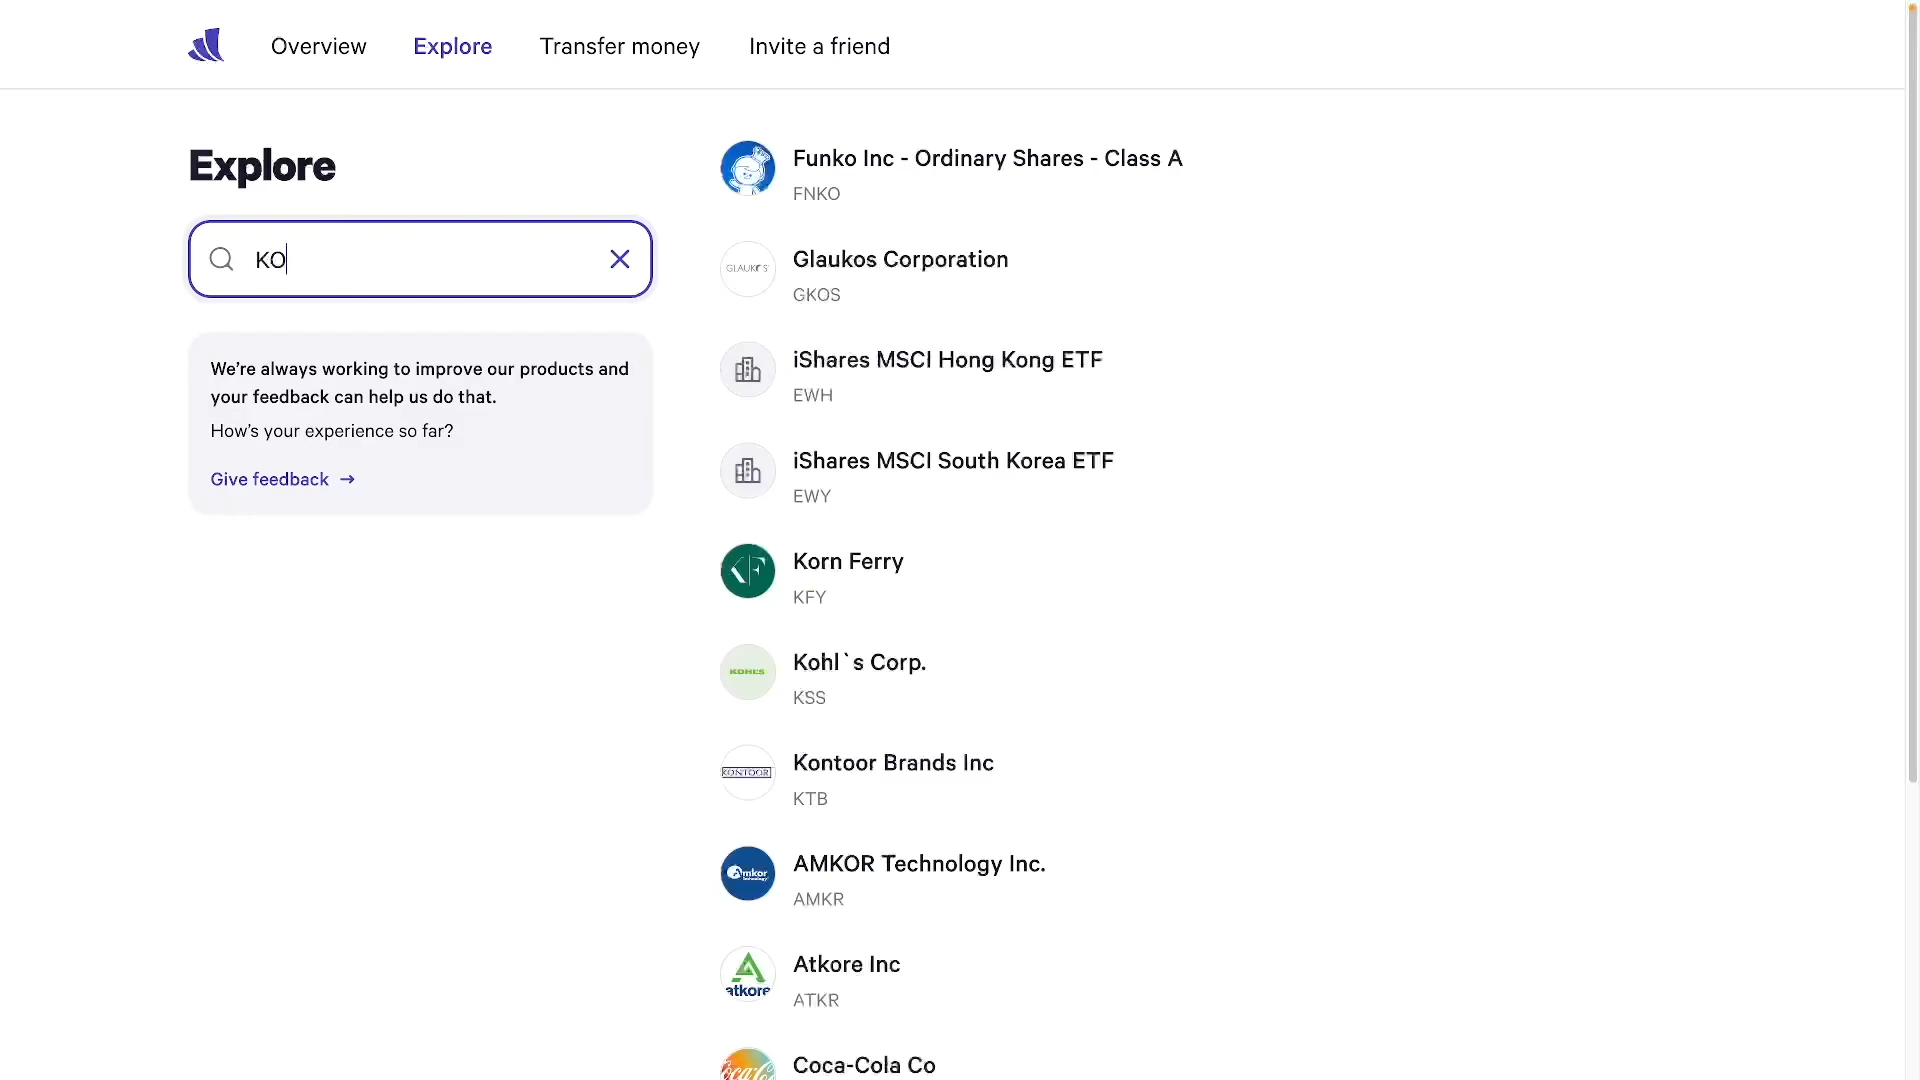 Overview
Explore
Transfer money
Invite a friend
Explore
KO
We're always working to improve our products and
your feedback can help us do that.
How's your experience so far?
Give feedback →
Funko Inc - Ordinary Shares - Class A
FNKO
GLAUKOS
Glaukos Corporation
GKOS
iShares MSCI Hong Kong ETF
EWH
iShares MSCI South Korea ETF
EWY
KF
Korn Ferry
KFY
KOHLS
Kohl`s Corp.
KSS
KONTOOR
Kontoor Brands Inc
KTB
Amkor
Technology
AMKOR Technology Inc.
AMKR
atkore
Atkore Inc
ATKR
Coca-Cola Co